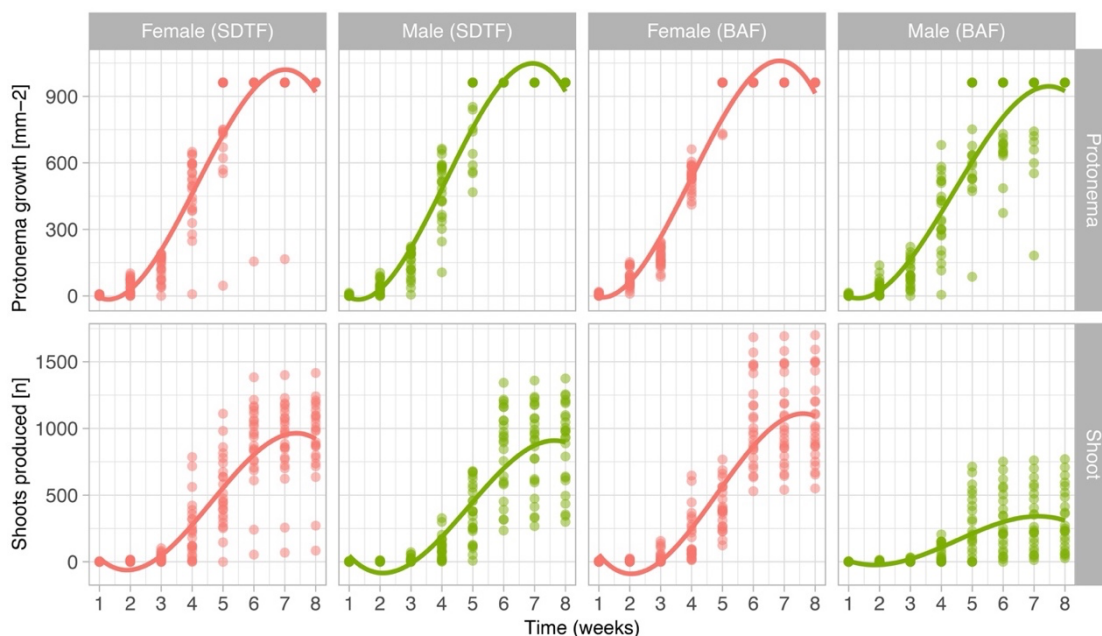 Female (SDTF) Male (SDTF) Female (BAF) Male (BAF)
Protonema growth [mm−2]
900
600
300
0
Protonema
Shoots produced [n]
1500
1000
500
0
Shoot
1 2 3 4 5 6 7 8 1 2 3 4 5 6 7 8 1 2 3 4 5 6 7 8 1 2 3 4 5 6 7 8
Time (weeks)